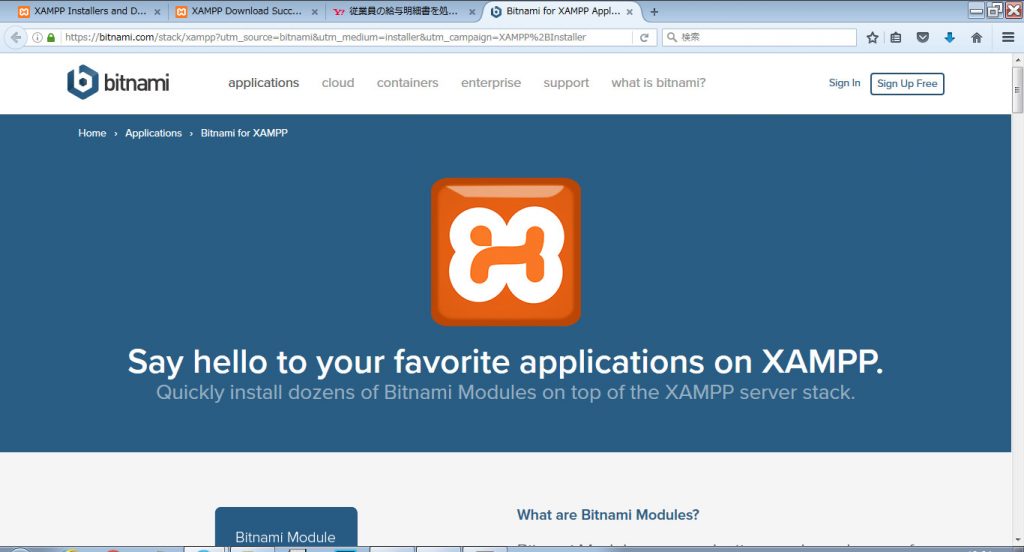 XAMPP Installers and D...
XAMPP Download Succ...
Y! 従業員の給与明細書を処...
Bitnami for XAMPP Appl...
https://bitnami.com/stack/xampp?utm_source=bitnami&utm_medium=installer&utm_campaign=XAMPP%2BInstaller
検索
bitnami
applications cloud containers enterprise support what is bitnami?
Sign In Sign Up Free
Home › Applications › Bitnami for XAMPP
Say hello to your favorite applications on XAMPP.
Quickly install dozens of Bitnami Modules on top of the XAMPP server stack.
What are Bitnami Modules?
Bitnami Module